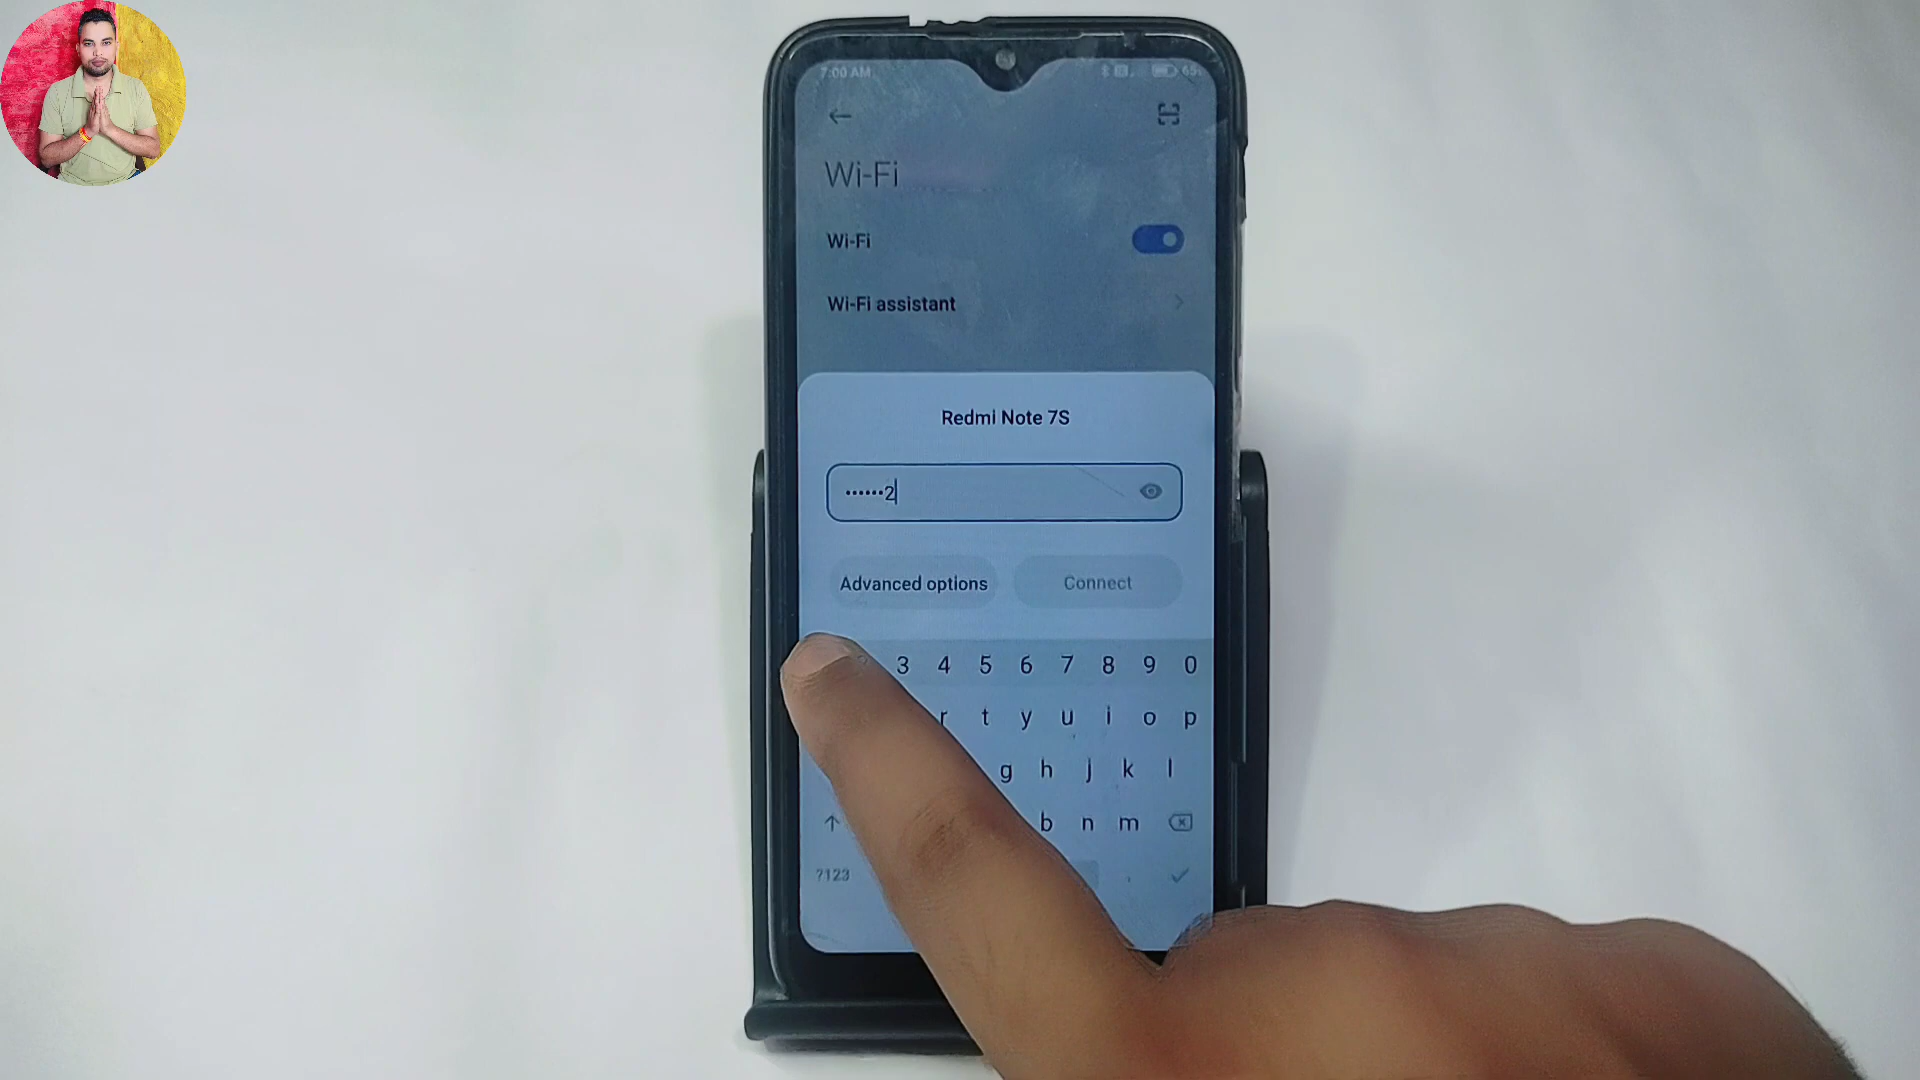 7:00 AM 65
Wi-Fi
Wi-Fi
Wi-Fi assistant
Redmi Note 7S
••••••2
Advanced options Connect
3 4 5 6 7 8 9 0
r t y u i o p
g h j k l
b n m
?123 .